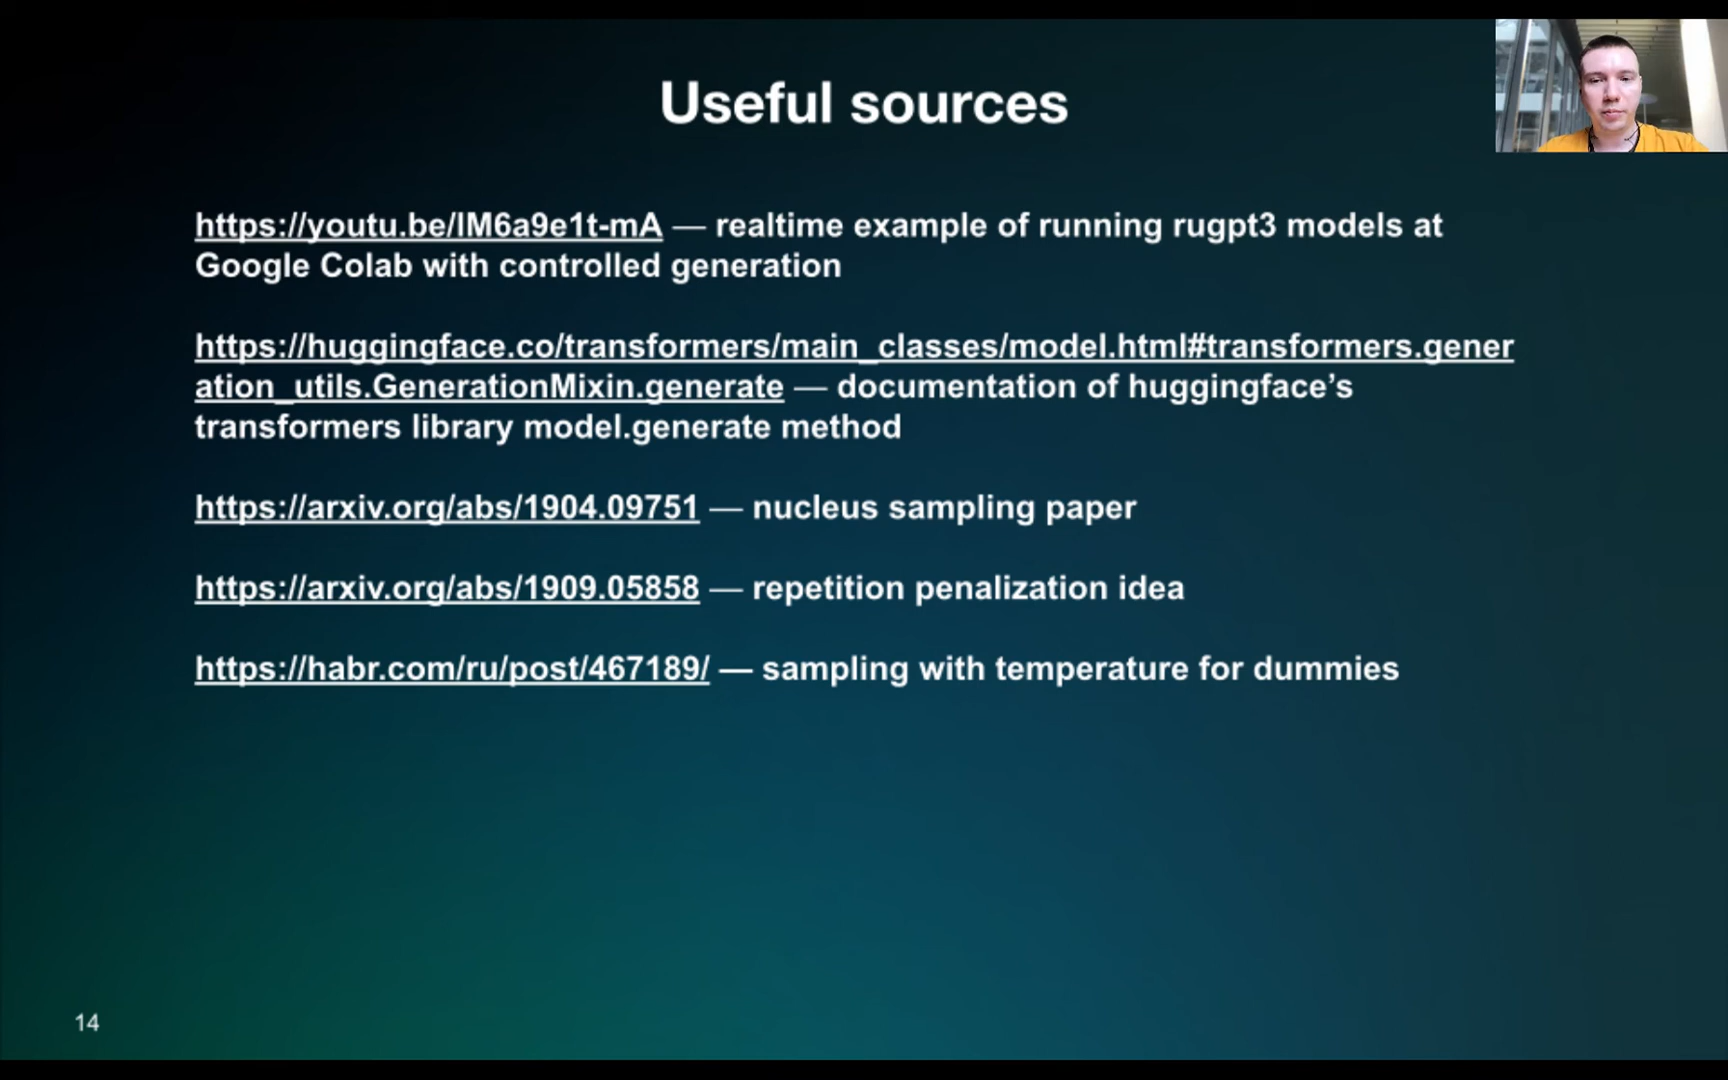 Useful sources
https://youtu.be/lM6a9e1t-mA — realtime example of running rugpt3 models at
Google Colab with controlled generation
https://huggingface.co/transformers/main_classes/model.html#transformers.gener
ation_utils.GenerationMixin.generate — documentation of huggingface’s
transformers library model.generate method
https://arxiv.org/abs/1904.09751 — nucleus sampling paper
https://arxiv.org/abs/1909.05858 — repetition penalization idea
https://habr.com/ru/post/467189/ — sampling with temperature for dummies
14